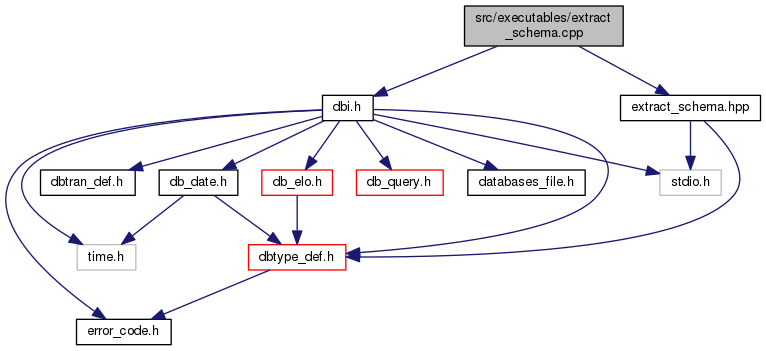 src/executables/extract
_schema.cpp
dbi.h
extract_schema.hpp
dbtran_def.h
db_date.h
db_elo.h
db_query.h
databases_file.h
stdio.h
time.h
dbtype_def.h
error_code.h